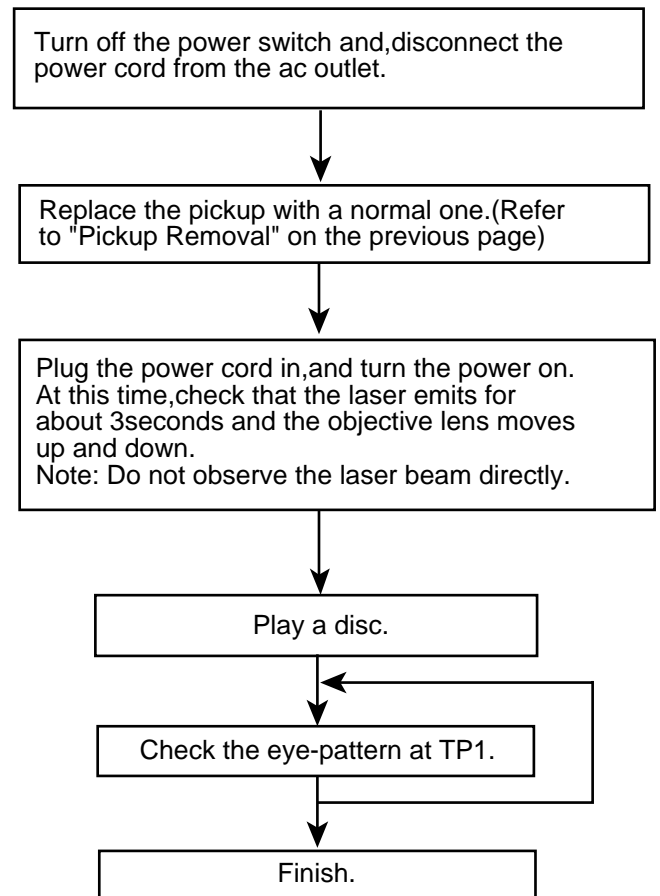 Turn off the power switch and,disconnect the
power cord from the ac outlet.
Replace the pickup with a normal one.(Refer
to "Pickup Removal" on the previous page)
Plug the power cord in,and turn the power on.
At this time,check that the laser emits for
about 3seconds and the objective lens moves
up and down.
Note: Do not observe the laser beam directly.
Play a disc.
Check the eye-pattern at TP1.
Finish.